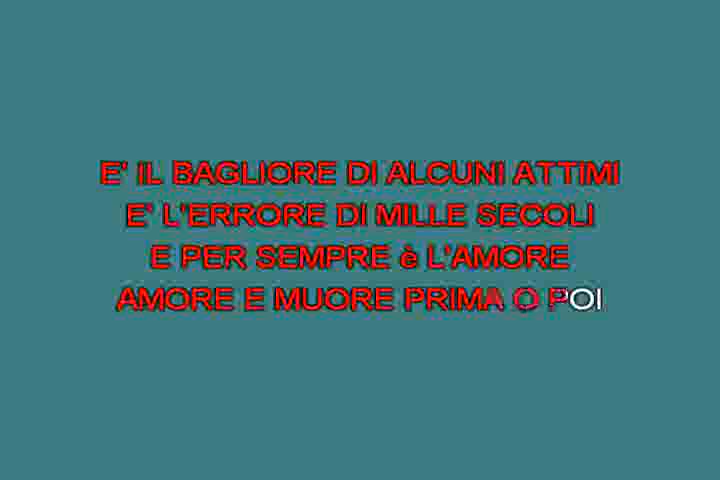 E' IL BAGLIORE DI ALCUNI ATTIMI
E' L'ERRORE DI MILLE SECOLI
E PER SEMPRE è L'AMORE
AMORE E MUORE PRIMA O POI